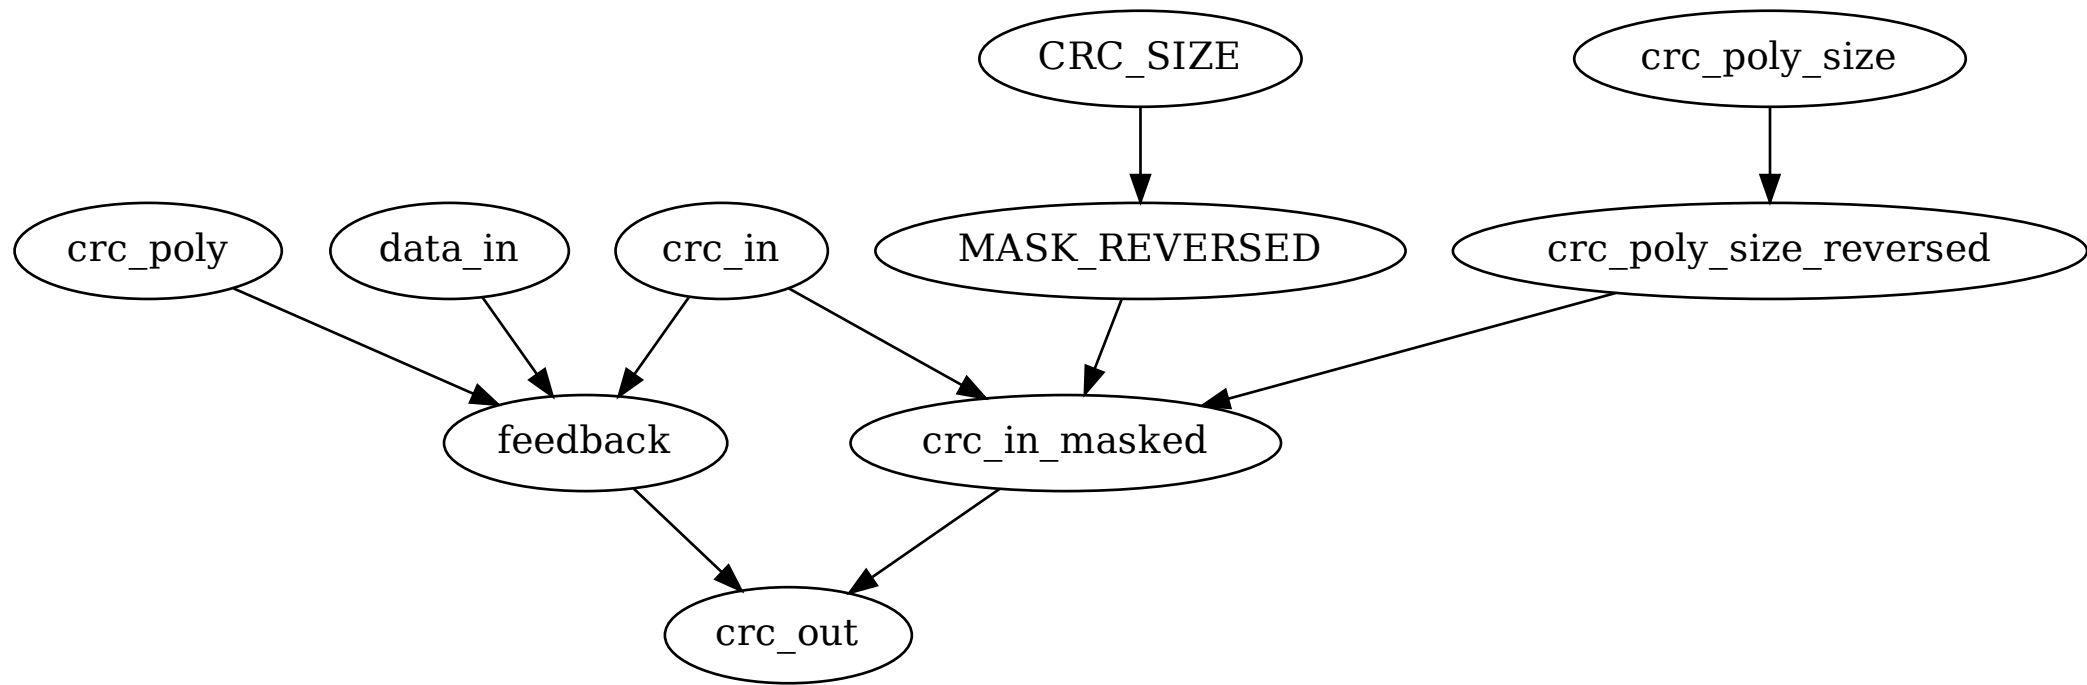 CRC_SIZE
crc_poly_size
crc_poly
data_in
crc_in
MASK_REVERSED
crc_poly_size_reversed
feedback
crc_in_masked
crc_out